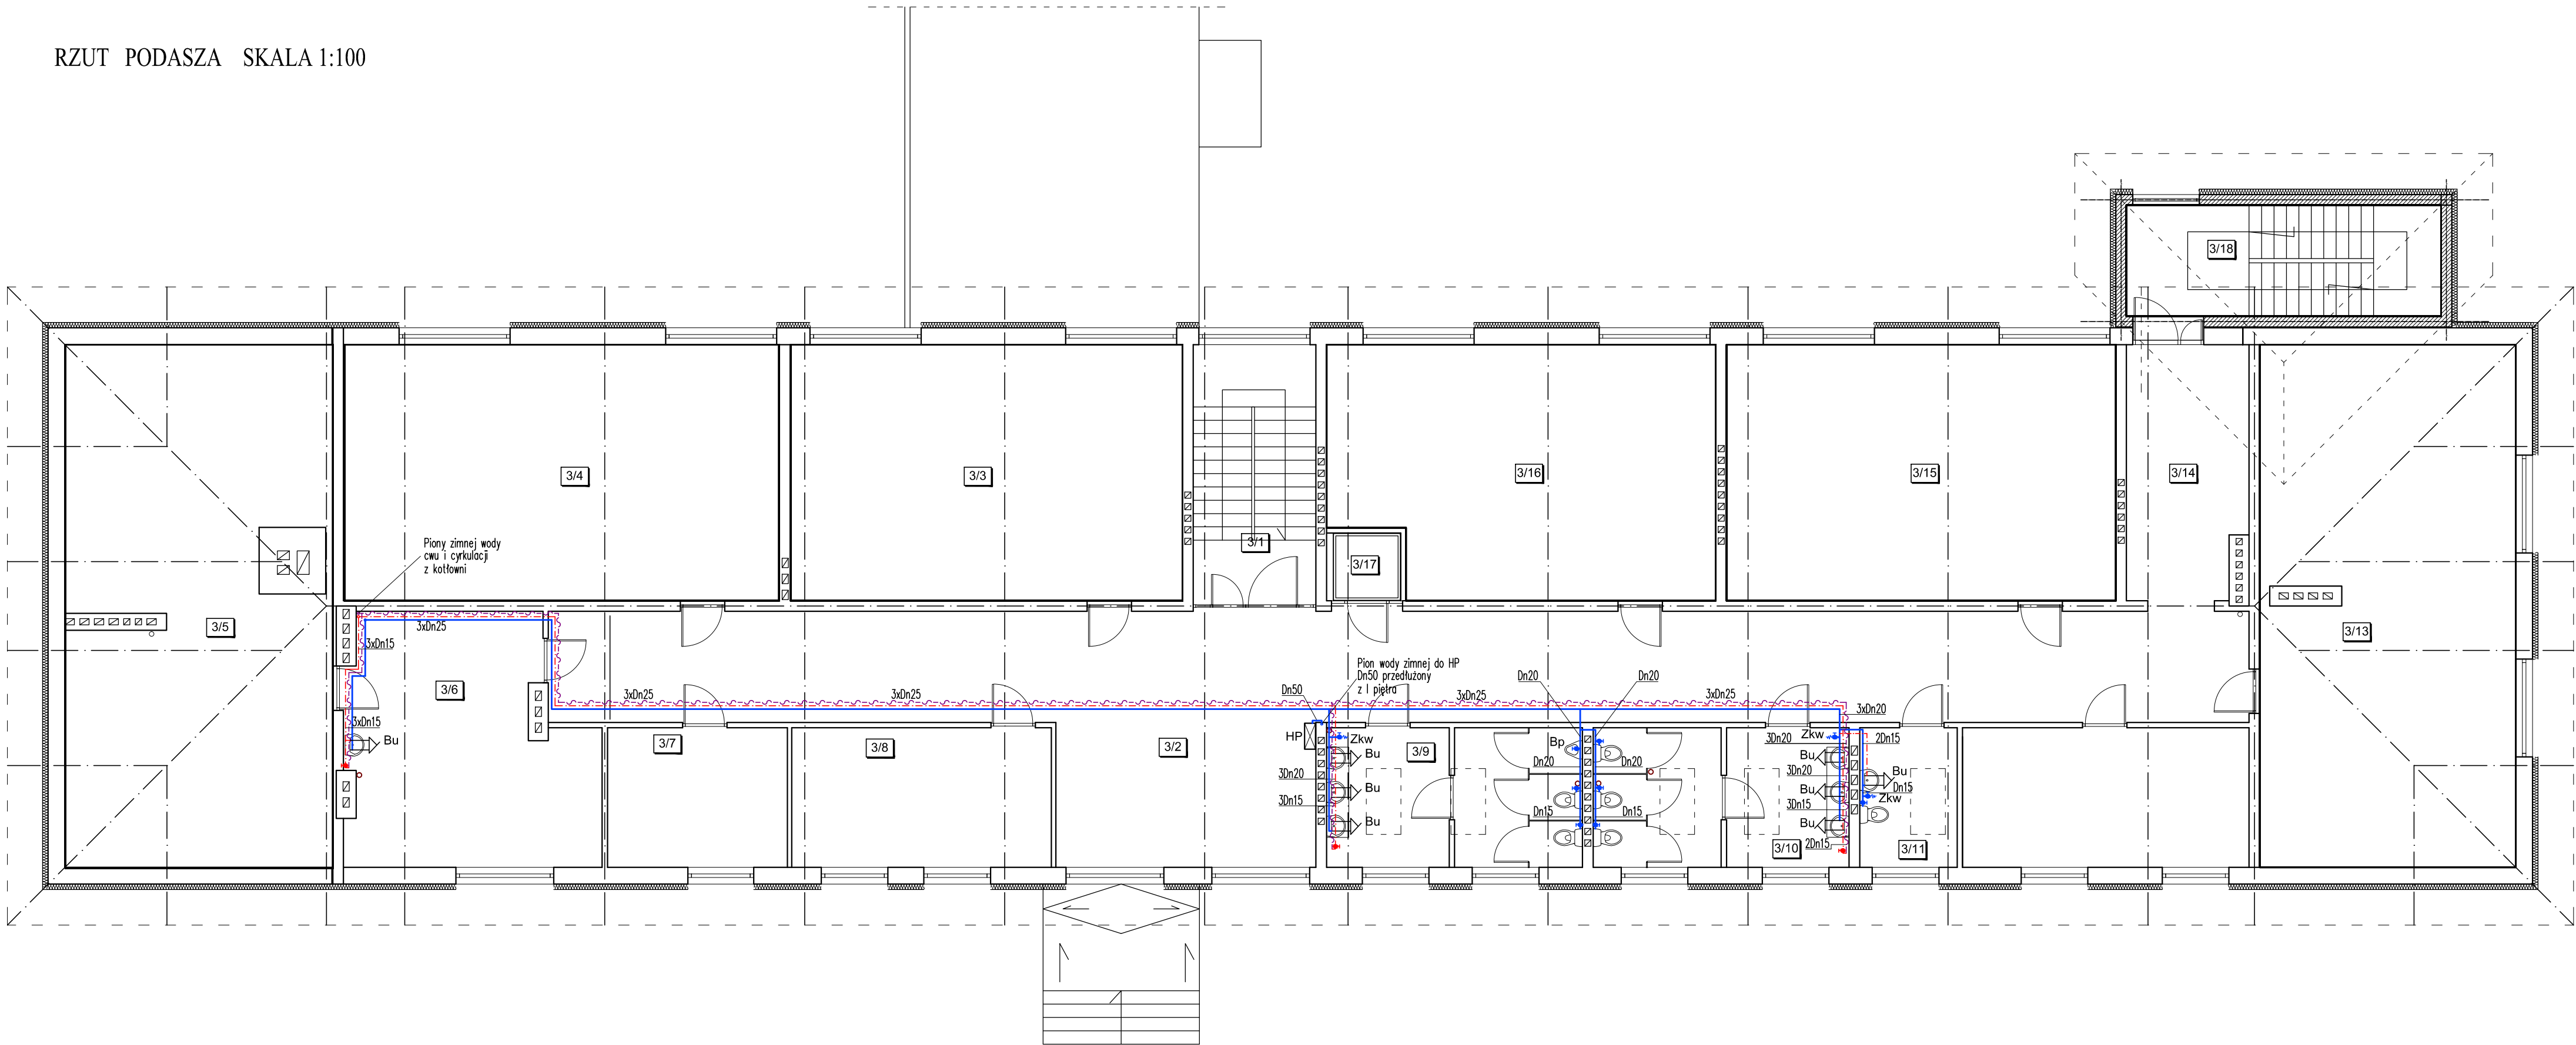 RZUT PODASZA SKALA 1:100
3/18
3/4
3/3
3/16
3/15
3/14
3/1
3/17
Piony zimnej wody
cwu i cyrkulacji
z kotłowni
3/5
3xDn25
3xDn15
3/13
3/6
Pion wody zimnej do HP
Dn50 przedłużony
z I piętra
3xDn25
3xDn25
Dn50
3xDn25
Dn20
Dn20
3xDn25
3xDn20
3xDn15
Bu
3/7
3/8
3/2
HP
Zkw
Bu
3/9
Bp
Zkw
3Dn20
2Dn15
Bu
3Dn20
Dn20
Dn20
3Dn20
Bu
Dn15
Bu
Bu
Zkw
3Dn15
Dn15
Dn15
3Dn15
Bu
Bu
2Dn15
3/10
3/11